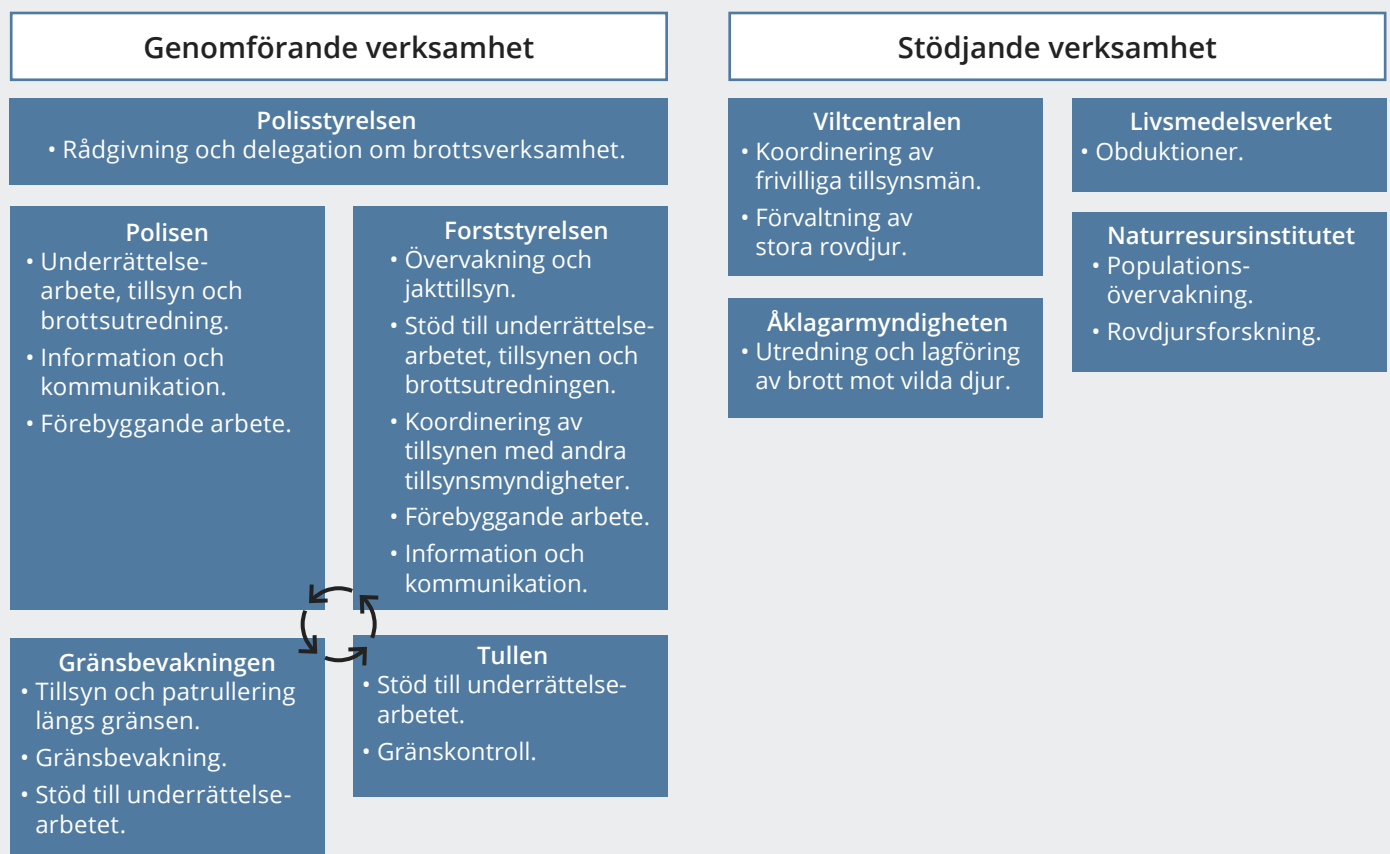 Genomförande verksamhet
Polisstyrelsen
• Rådgivning och delegation om brottsverksamhet.
Polisen
• Underrättelse-
arbete, tillsyn och
brottsutredning.
• Information och
kommunikation.
• Förebyggande arbete.
Forststyrelsen
• Övervakning och
jakttillsyn.
• Stöd till underrättelse-
arbetet, tillsynen och
brottsutredningen.
• Koordinering av
tillsynen med andra
tillsynsmyndigheter.
• Förebyggande arbete.
• Information och
kommunikation.
Gränsbevakningen
• Tillsyn och patrullering
längs gränsen.
• Gränsbevakning.
• Stöd till underrättelse-
arbetet.
Tullen
• Stöd till underrättelse-
arbetet.
• Gränskontroll.
Stödjande verksamhet
Viltcentralen
• Koordinering av
frivilliga tillsynsmän.
• Förvaltning av
stora rovdjur.
Åklagarmyndigheten
• Utredning och lagföring
av brott mot vilda djur.
Livsmedelsverket
• Obduktioner.
Naturresursinstitutet
• Populations-
övervakning.
• Rovdjursforskning.